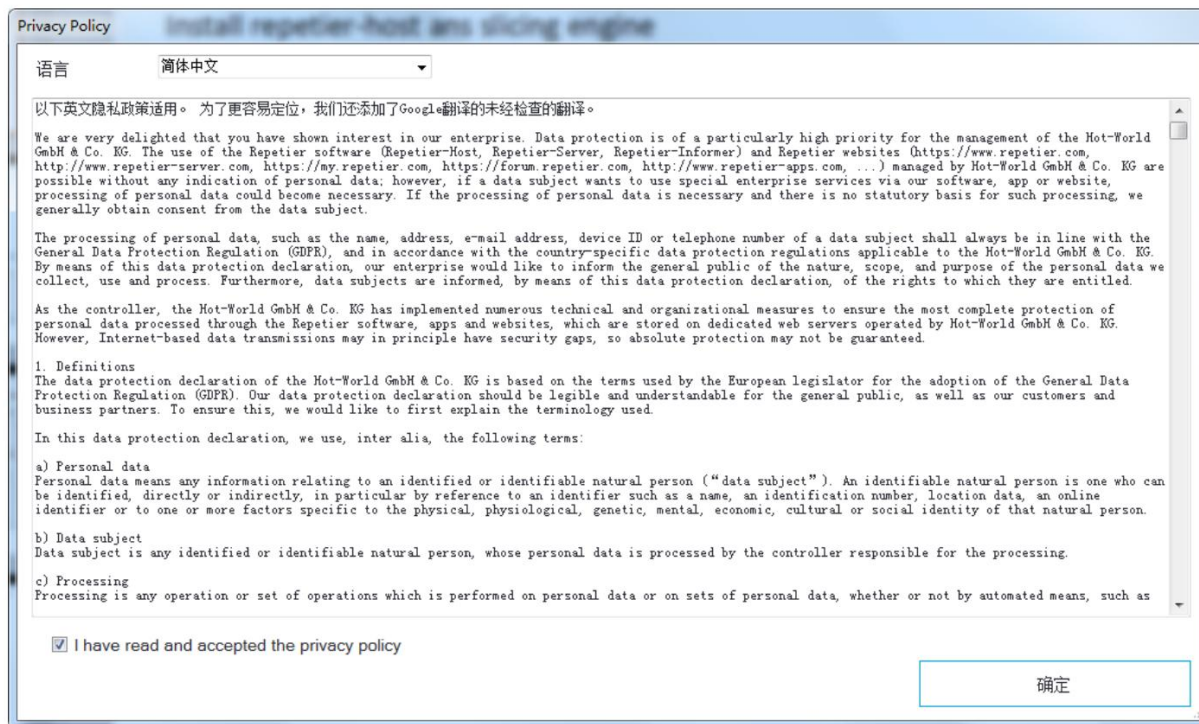 Privacy Policy
Install repetier-host ans slicing engine
语言
简体中文
以下英文隐私政策适用。 为了更容易定位，我们还添加了Google翻译的未经检查的翻译。
We are very delighted that you have shown interest in our enterprise. Data protection is of a particularly high priority for the management of the Hot-World
GmbH & Co. KG. The use of the Repetier software (Repetier-Host, Repetier-Server, Repetier-Informer) and Repetier websites (https://www.repetier.com,
http://www.repetier-server.com, https://my.repetier.com, https://forum.repetier.com, http://www.repetier-apps.com, ...) managed by Hot-World GmbH & Co. KG are
possible without any indication of personal data; however, if a data subject wants to use special enterprise services via our software, app or website,
processing of personal data could become necessary. If the processing of personal data is necessary and there is no statutory basis for such processing, we
generally obtain consent from the data subject.
The processing of personal data, such as the name, address, e-mail address, device ID or telephone number of a data subject shall always be in line with the
General Data Protection Regulation (GDPR), and in accordance with the country-specific data protection regulations applicable to the Hot-World GmbH & Co. KG.
By means of this data protection declaration, our enterprise would like to inform the general public of the nature, scope, and purpose of the personal data we
collect, use and process. Furthermore, data subjects are informed, by means of this data protection declaration, of the rights to which they are entitled.
As the controller, the Hot-World GmbH & Co. KG has implemented numerous technical and organizational measures to ensure the most complete protection of
personal data processed through the Repetier software, apps and websites, which are stored on dedicated web servers operated by Hot-World GmbH & Co. KG.
However, Internet-based data transmissions may in principle have security gaps, so absolute protection may not be guaranteed.
1. Definitions
The data protection declaration of the Hot-World GmbH & Co. KG is based on the terms used by the European legislator for the adoption of the General Data
Protection Regulation (GDPR). Our data protection declaration should be legible and understandable for the general public, as well as our customers and
business partners. To ensure this, we would like to first explain the terminology used.
In this data protection declaration, we use, inter alia, the following terms:
a) Personal data
Personal data means any information relating to an identified or identifiable natural person (“data subject”). An identifiable natural person is one who can
be identified, directly or indirectly, in particular by reference to an identifier such as a name, an identification number, location data, an online
identifier or to one or more factors specific to the physical, physiological, genetic, mental, economic, cultural or social identity of that natural person.
b) Data subject
Data subject is any identified or identifiable natural person, whose personal data is processed by the controller responsible for the processing.
c) Processing
Processing is any operation or set of operations which is performed on personal data or on sets of personal data, whether or not by automated means, such as
I have read and accepted the privacy policy
确定